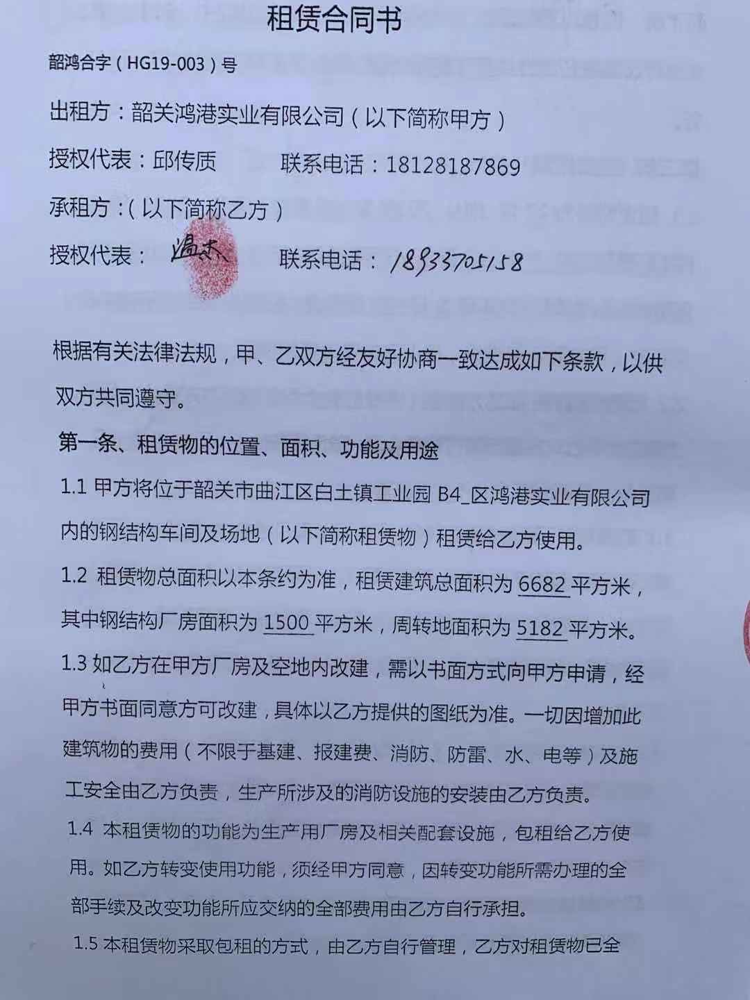 租赁合同书
韶鸿合字（HG19-003）号
出租方：韶关鸿港实业有限公司（以下简称甲方）
授权代表：邱传质 联系电话：18128187869
承租方：（以下简称乙方）
授权代表：温杰 联系电话：18933705158
根据有关法律法规，甲、乙双方经友好协商一致达成如下条款，以供
双方共同遵守。
第一条、租赁物的位置、面积、功能及用途
1.1 甲方将位于韶关市曲江区白土镇工业园 B4_区鸿港实业有限公司
内的钢结构车间及场地（以下简称租赁物）租赁给乙方使用。
1.2 租赁物总面积以本条约为准，租赁建筑总面积为 6682 平方米，
其中钢结构厂房面积为 1500 平方米，周转地面积为 5182 平方米。
1.3 如乙方在甲方厂房及空地内改建，需以书面方式向甲方申请，经
甲方书面同意方可改建，具体以乙方提供的图纸为准。一切因增加此
建筑物的费用（不限于基建、报建费、消防、防雷、水、电等）及施
工安全由乙方负责，生产所涉及的消防设施的安装由乙方负责。
1.4 本租赁物的功能为生产用厂房及相关配套设施，包租给乙方使
用。如乙方转变使用功能，须经甲方同意，因转变功能所需办理的全
部手续及改变功能所应交纳的全部费用由乙方自行承担。
1.5 本租赁物采取包租的方式，由乙方自行管理，乙方对租赁物已全